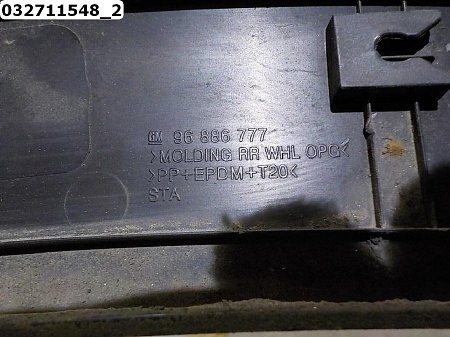 032711548_2
GM 96 886 777
>MOLDING RR WHL OPG<
>PP+EPDM+T20<
STA